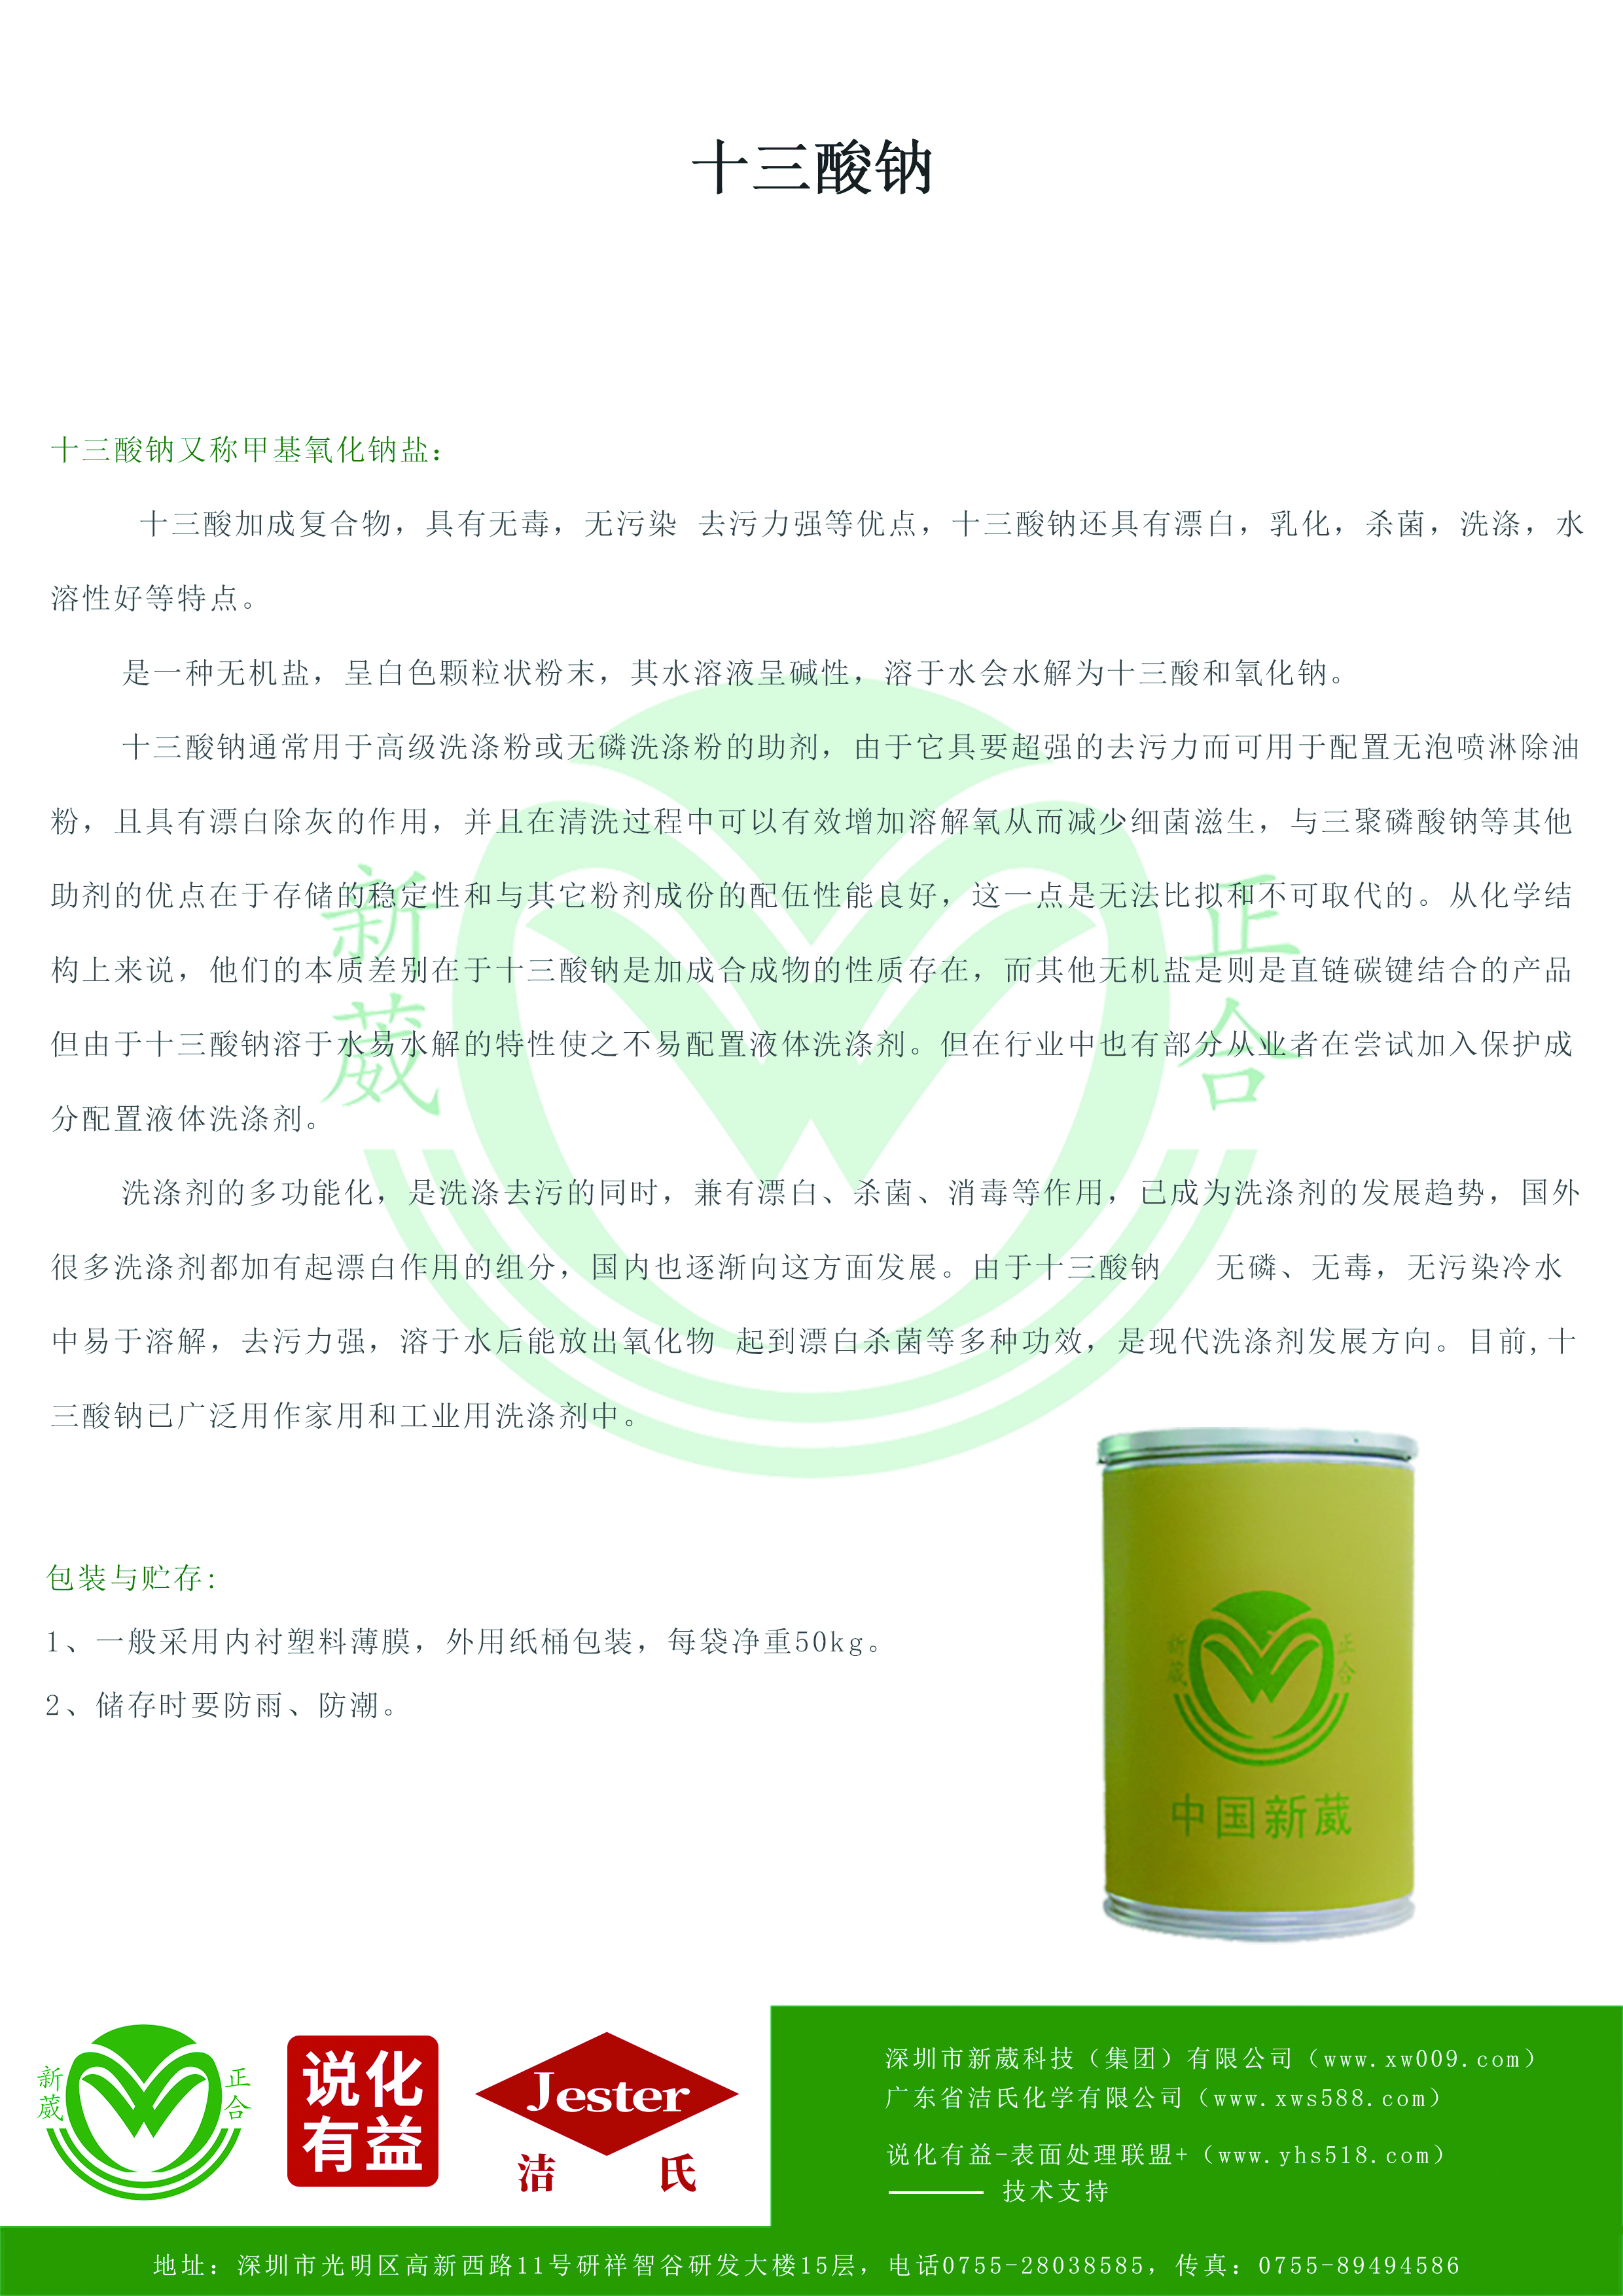 十三酸钠
十三酸钠又称甲基氧化钠盐：
十三酸加成复合物，具有无毒，无污染 去污力强等优点，十三酸钠还具有漂白，乳化，杀菌，洗涤，水
溶性好等特点。
是一种无机盐，呈白色颗粒状粉末，其水溶液呈碱性，溶于水会水解为十三酸和氧化钠。
十三酸钠通常用于高级洗涤粉或无磷洗涤粉的助剂，由于它具要超强的去污力而可用于配置无泡喷淋除油
粉，且具有漂白除灰的作用，并且在清洗过程中可以有效增加溶解氧从而减少细菌滋生，与三聚磷酸钠等其他
助剂的优点在于存储的稳定性和与其它粉剂成份的配伍性能良好，这一点是无法比拟和不可取代的。从化学结
构上来说，他们的本质差别在于十三酸钠是加成合成物的性质存在，而其他无机盐是则是直链碳键结合的产品
但由于十三酸钠溶于水易水解的特性使之不易配置液体洗涤剂。但在行业中也有部分从业者在尝试加入保护成
分配置液体洗涤剂。
洗涤剂的多功能化，是洗涤去污的同时，兼有漂白、杀菌、消毒等作用，已成为洗涤剂的发展趋势，国外
很多洗涤剂都加有起漂白作用的组分，国内也逐渐向这方面发展。由于十三酸钠 无磷、无毒，无污染冷水
中易于溶解，去污力强，溶于水后能放出氧化物 起到漂白杀菌等多种功效，是现代洗涤剂发展方向。目前,十
三酸钠已广泛用作家用和工业用洗涤剂中。
新葳
正合
包装与贮存:
1、一般采用内衬塑料薄膜，外用纸桶包装，每袋净重50kg。
2、储存时要防雨、防潮。
新葳
正合
中国新葳
新葳
正合
说化
有益
Jester
洁 氏
深圳市新葳科技（集团）有限公司（www.xw009.com）
广东省洁氏化学有限公司（www.xws588.com）
说化有益-表面处理联盟+（www.yhs518.com）
—— 技术支持
地址：深圳市光明区高新西路11号研祥智谷研发大楼15层，电话0755-28038585，传真：0755-89494586